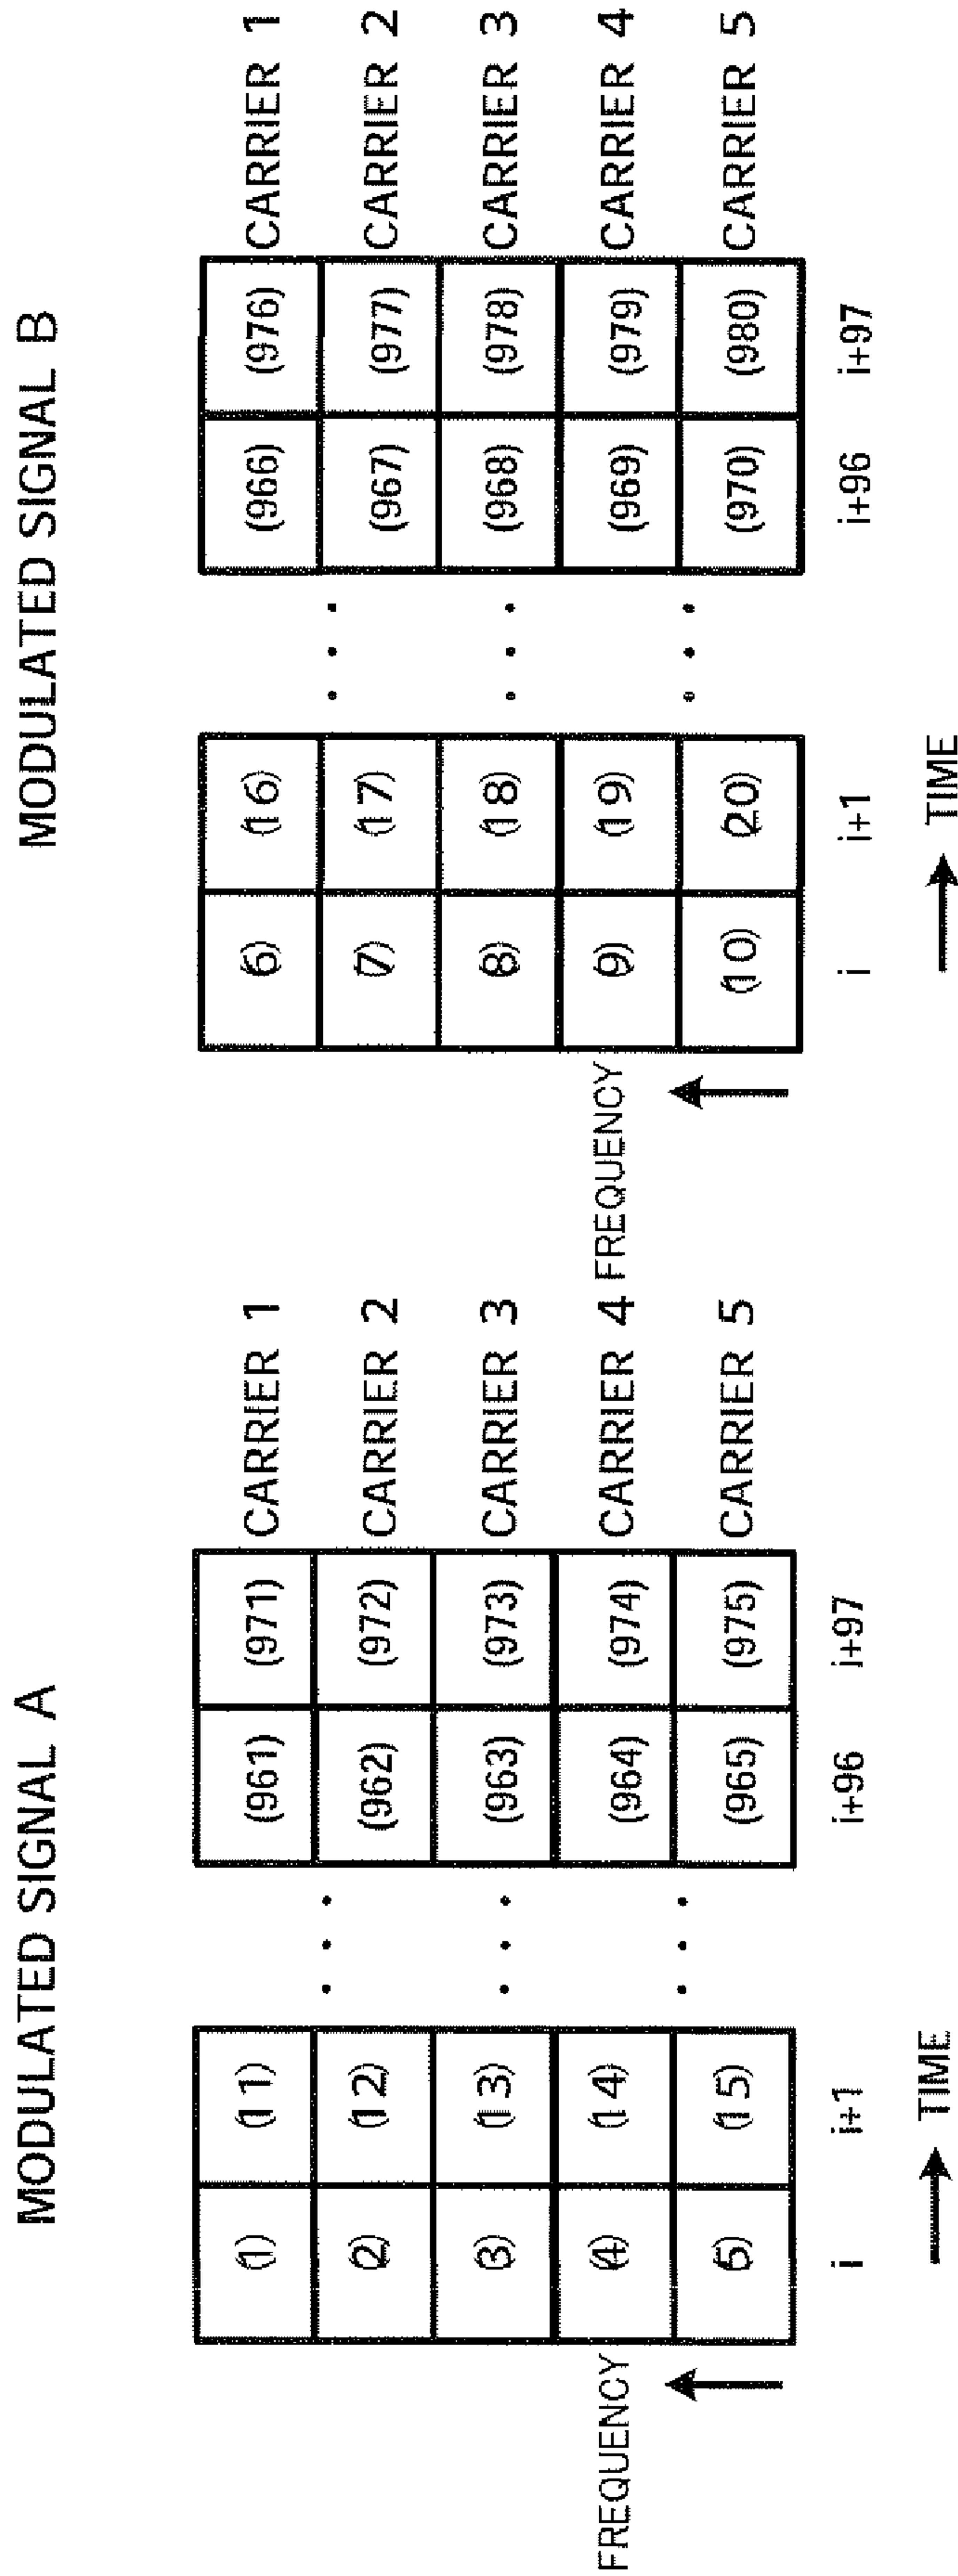 MODULATED SIGNAL A
(1) (11) (961) (971) CARRIER 1
(2) (12) (962) (972) CARRIER 2
(3) (13) (963) (973) CARRIER 3
FREQUENCY (4) (14) (964) (974) CARRIER 4
(5) (15) (965) (975) CARRIER 5
i i+1 i+96 i+97
TIME
MODULATED SIGNAL B
(6) (16) (966) (976) CARRIER 1
(7) (17) (967) (977) CARRIER 2
(8) (18) (968) (978) CARRIER 3
FREQUENCY (9) (19) (969) (979) CARRIER 4
(10) (20) (970) (980) CARRIER 5
i i+1 i+96 i+97
TIME